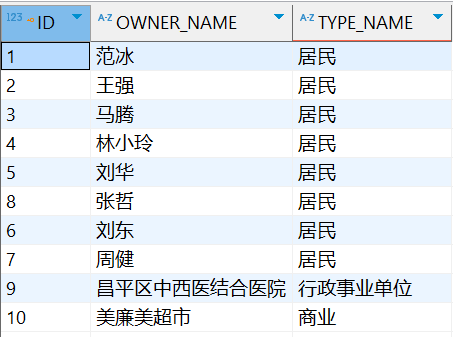 123 ID A-Z OWNER_NAME A-Z TYPE_NAME
1 范冰 居民
2 王强 居民
3 马腾 居民
4 林小玲 居民
5 刘华 居民
8 张哲 居民
6 刘东 居民
7 周健 居民
9 昌平区中西医结合医院 行政事业单位
10 美廉美超市 商业